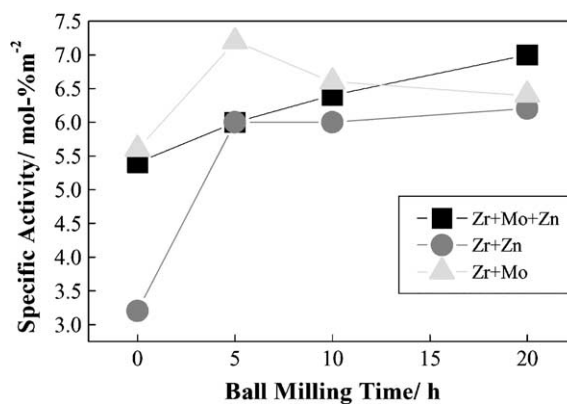 7.5
7.0
6.5
6.0
5.5
5.0
4.5
4.0
3.5
3.0
Specific Activity/ mol-%m-2
Zr+Mo+Zn
Zr+Zn
Zr+Mo
0 5 10 15 20
Ball Milling Time/ h